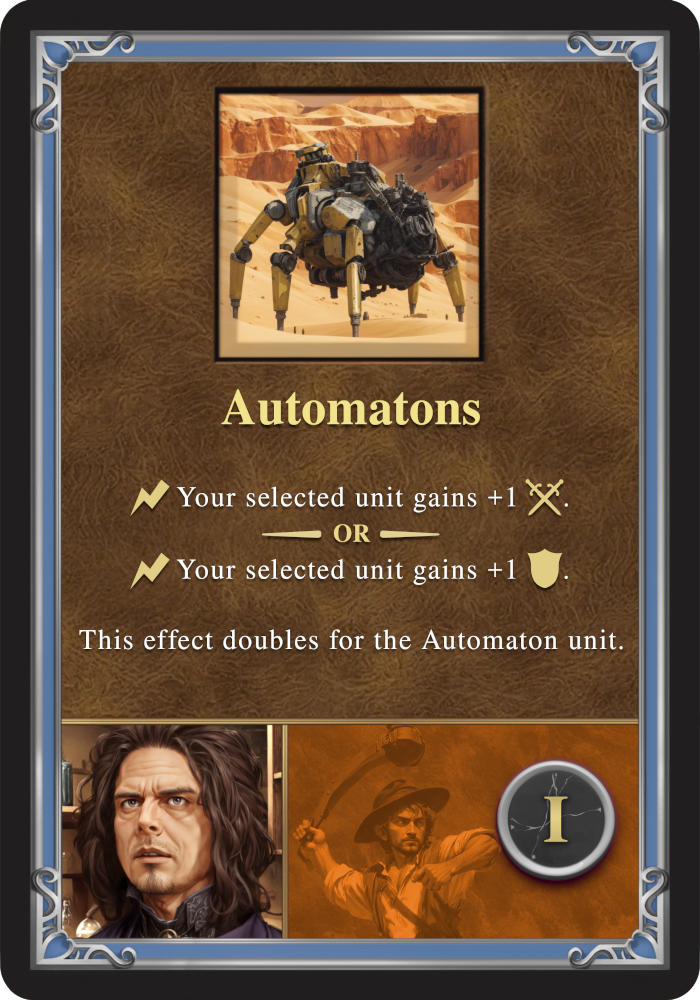 Automatons
Your selected unit gains +1 .
OR
Your selected unit gains +1 .
This effect doubles for the Automaton unit.
I